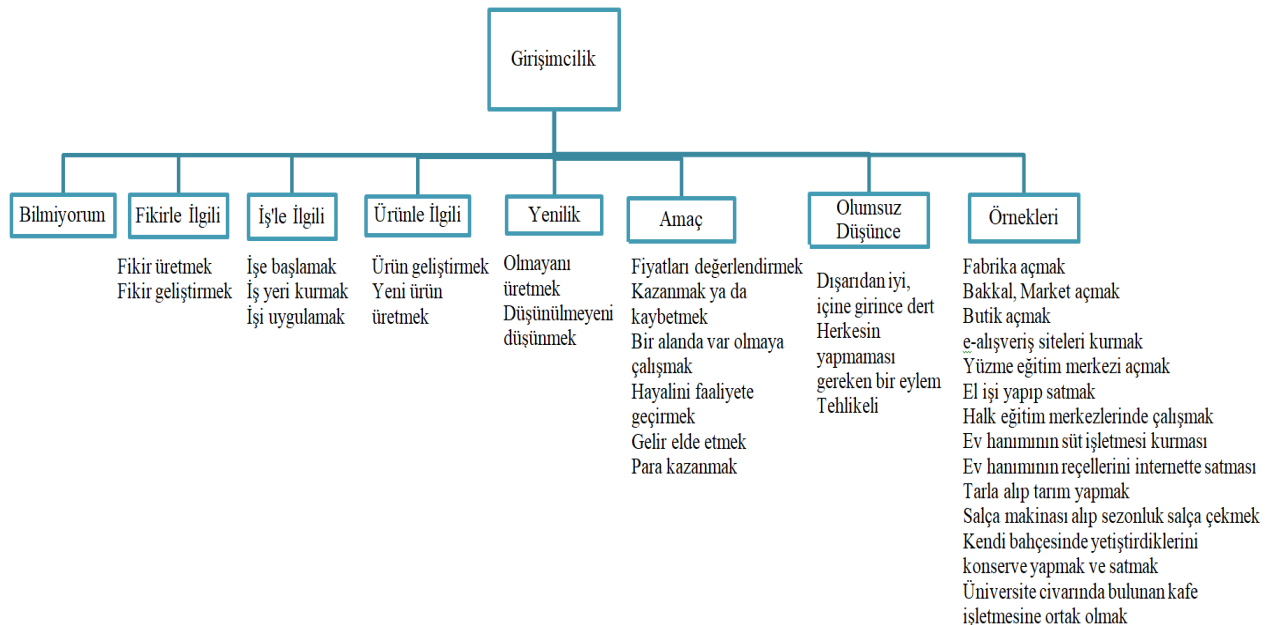 Girişimcilik
Bilmiyorum
Fikirle İlgili
Fikir üretmek
Fikir geliştirmek
İş'le İlgili
İşe başlamak
İş yeri kurmak
İşi uygulamak
Ürünle İlgili
Ürün geliştirmek
Yeni ürün
üretmek
Yenilik
Olmayanı
üretmek
Düşünülmeyeni
düşünmek
Amaç
Fiyatları değerlendirmek
Kazanmak ya da
kaybetmek
Bir alanda var olmaya
çalışmak
Hayalini faaliyete
geçirmek
Gelir elde etmek
Para kazanmak
Olumsuz
Düşünce
Dışarıdan iyi,
içine girince dert
Herkesin
yapmaması
gereken bir eylem
Tehlikeli
Örnekleri
Fabrika açmak
Bakkal, Market açmak
Butik açmak
e-alışveriş siteleri kurmak
Yüzme eğitim merkezi açmak
El işi yapıp satmak
Halk eğitim merkezlerinde çalışmak
Ev hanımının süt işletmesi kurması
Ev hanımının reçellerini internette satması
Tarla alıp tarım yapmak
Salça makinası alıp sezonluk salça çekmek
Kendi bahçesinde yetiştirdiklerini
konserve yapmak ve satmak
Üniversite civarında bulunan kafe
işletmesine ortak olmak